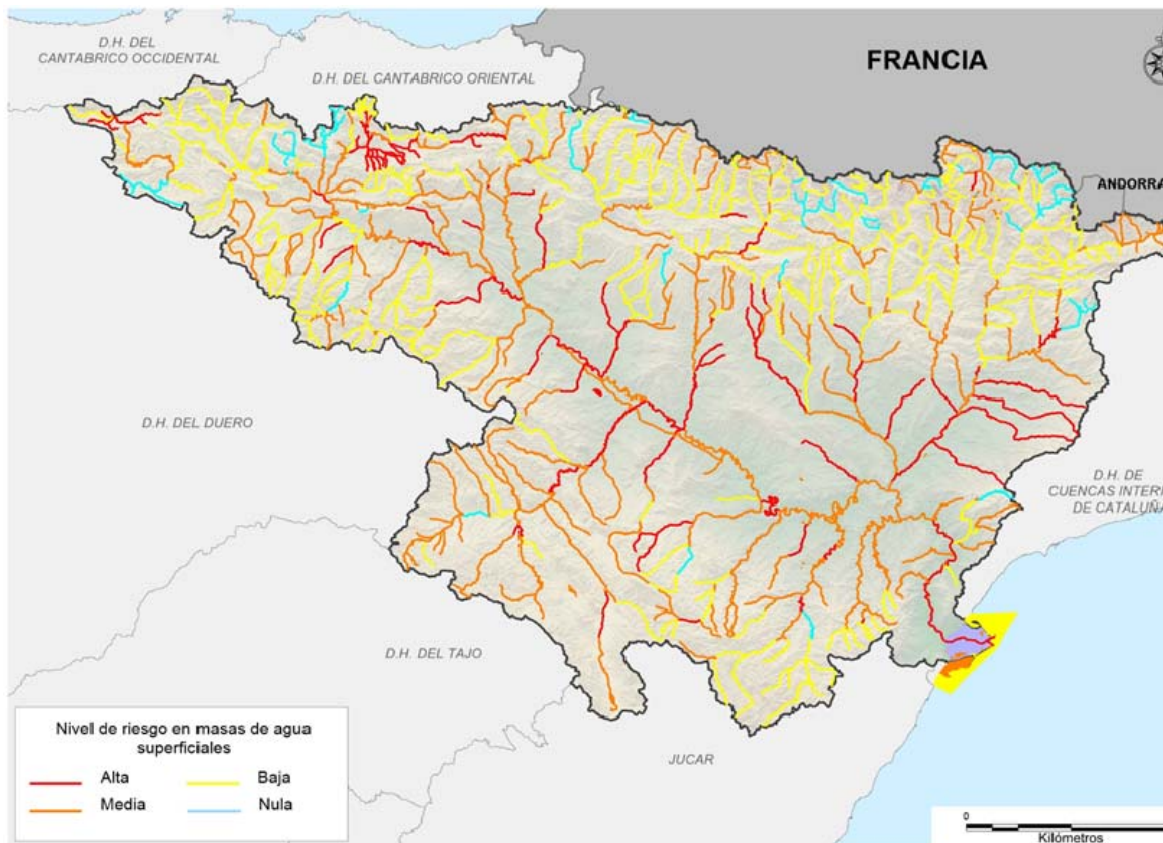 D.H. DEL
CANTABRICO OCCIDENTAL
D.H. DEL CANTABRICO ORIENTAL
FRANCIA
ANDORRA
D.H. DEL DUERO
D.H. DE
CUENCAS INTER
DE CATALUÑA
D.H. DEL TAJO
JUCAR
Nivel de riesgo en masas de agua
superficiales
Alta
Baja
Media
Nula
0
Kilómetros